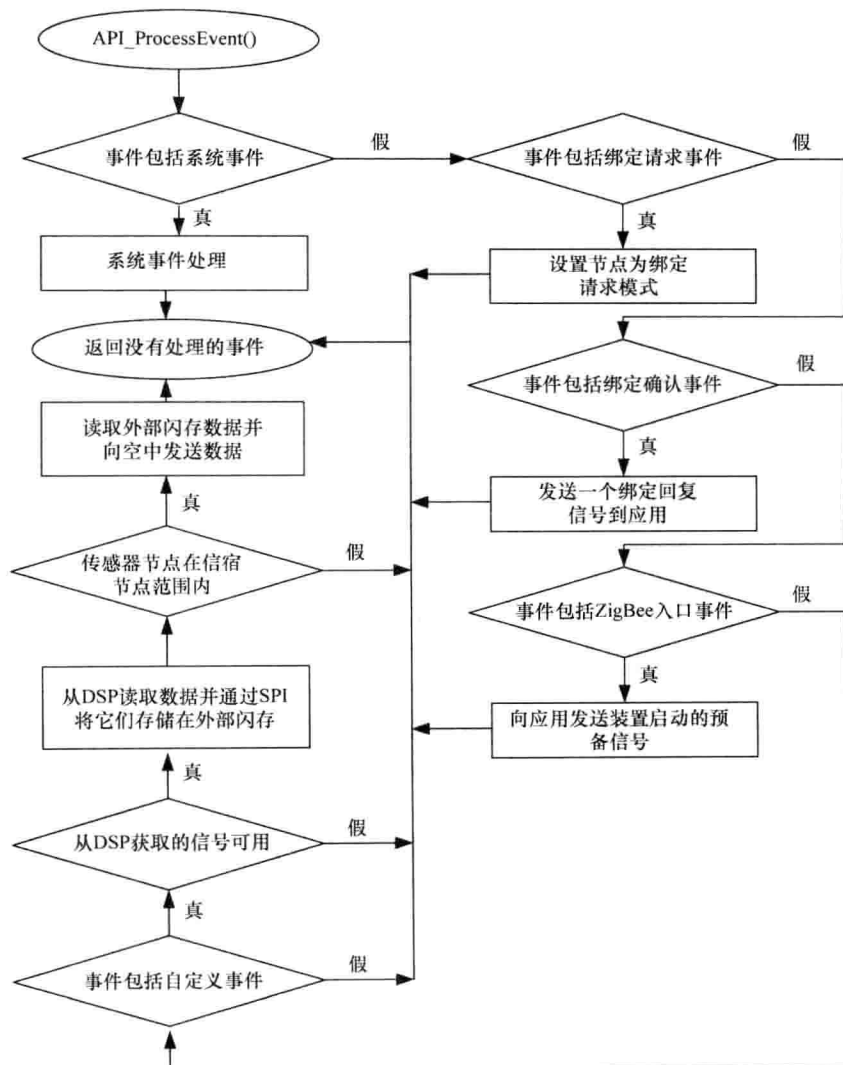 API_ProcessEvent()
事件包括系统事件
假
真
系统事件处理
返回没有处理的事件
读取外部闪存数据并
向空中发送数据
真
传感器节点在信宿
节点范围内
假
从DSP读取数据并通过SPI
将它们存储在外部闪存
真
从DSP获取的信号可用
假
真
事件包括自定义事件
假
事件包括绑定请求事件
假
真
设置节点为绑定
请求模式
事件包括绑定确认事件
假
真
发送一个绑定回复
信号到应用
事件包括ZigBee入口事件
假
真
向应用发送装置启动的预
备信号